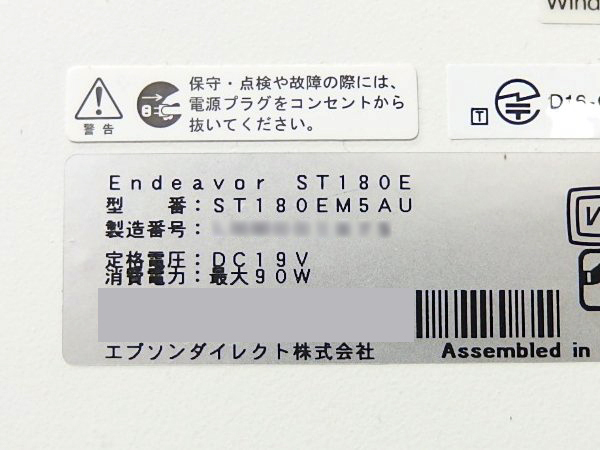 Wind
警告
保守・点検や故障の際には、
電源プラグをコンセントから
抜いてください。
T
D16-
Endeavor ST180E
型　番：ST180EM5AU
製造番号：
定格電圧：DC19V
消費電力：最大90W
エプソンダイレクト株式会社
Assembled in